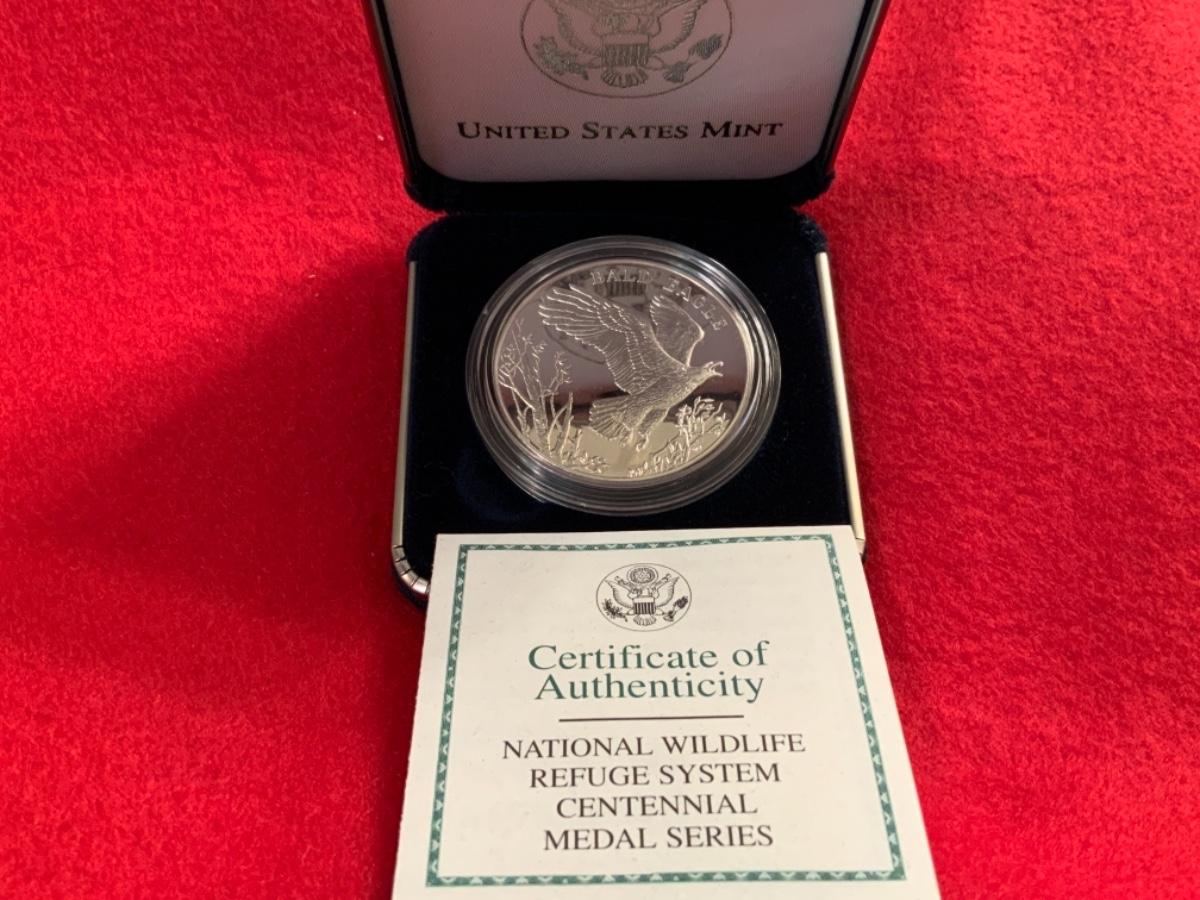 UNITED STATES MINT
BALD EAGLE
Certificate of
Authenticity
NATIONAL WILDLIFE
REFUGE SYSTEM
CENTENNIAL
MEDAL SERIES